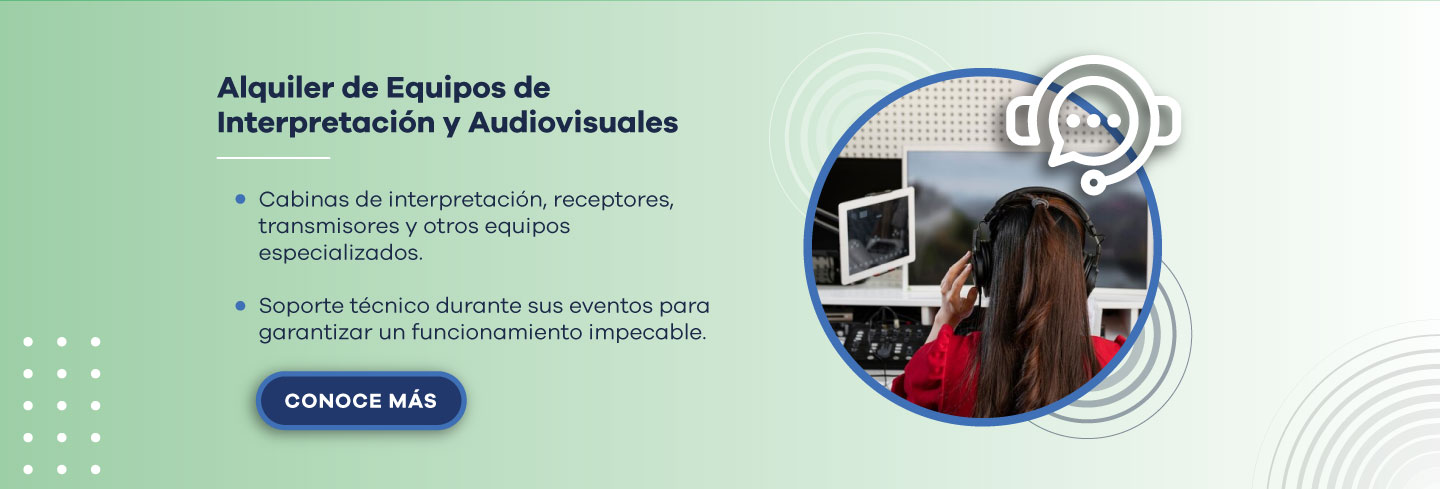 Alquiler de Equipos de
Interpretación y Audiovisuales
Cabinas de interpretación, receptores,
transmisores y otros equipos
especializados.
Soporte técnico durante sus eventos para
garantizar un funcionamiento impecable.
CONOCE MÁS